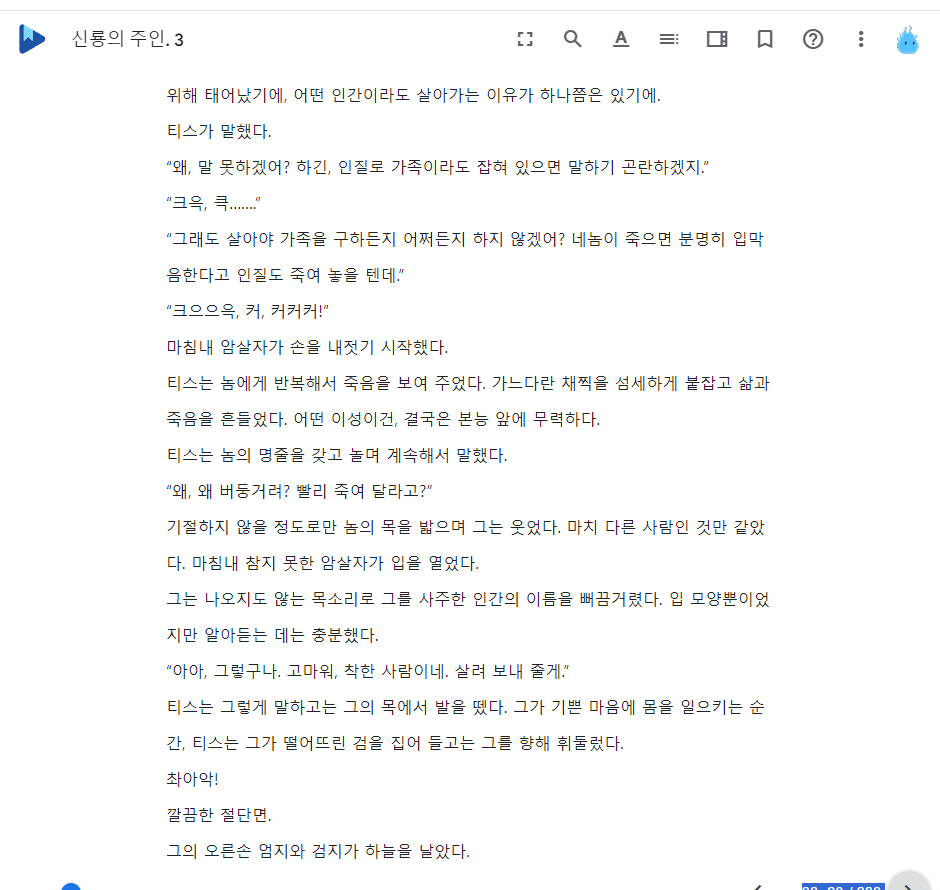 신룡의 주인. 3
위해 태어났기에, 어떤 인간이라도 살아가는 이유가 하나쯤은 있기에.
티스가 말했다.
“왜, 말 못하겠어? 하긴, 인질로 가족이라도 잡혀 있으면 말하기 곤란하겠지.”
“크윽, 큭…….”
“그래도 살아야 가족을 구하든지 어쩌든지 하지 않겠어? 네놈이 죽으면 분명히 입막
음한다고 인질도 죽여 놓을 텐데.”
“크으으윽, 커, 커커커!”
마침내 암살자가 손을 내젓기 시작했다.
티스는 놈에게 반복해서 죽음을 보여 주었다. 가느다란 채찍을 섬세하게 붙잡고 삶과
죽음을 흔들었다. 어떤 이성이건, 결국은 본능 앞에 무력하다.
티스는 놈의 명줄을 갖고 놀며 계속해서 말했다.
“왜, 왜 버둥거려? 빨리 죽여 달라고?”
기절하지 않을 정도로만 놈의 목을 밟으며 그는 웃었다. 마치 다른 사람인 것만 같았
다. 마침내 참지 못한 암살자가 입을 열었다.
그는 나오지도 않는 목소리로 그를 사주한 인간의 이름을 뻐끔거렸다. 입 모양뿐이었
지만 알아듣는 데는 충분했다.
“아아, 그렇구나. 고마워, 착한 사람이네. 살려 보내 줄게.”
티스는 그렇게 말하고는 그의 목에서 발을 뗐다. 그가 기쁜 마음에 몸을 일으키는 순
간, 티스는 그가 떨어뜨린 검을 집어 들고는 그를 향해 휘둘렀다.
촤아악!
깔끔한 절단면.
그의 오른손 엄지와 검지가 하늘을 날았다.